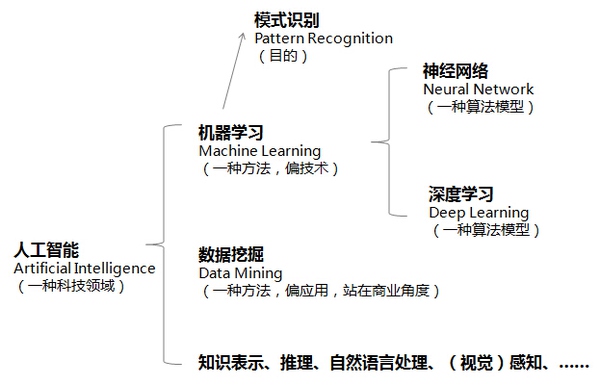 模式识别
Pattern Recognition
（目的）
神经网络
Neural Network
（一种算法模型）
机器学习
Machine Learning
（一种方法，偏技术）
深度学习
Deep Learning
（一种算法模型）
人工智能
Artificial Intelligence
（一种科技领域）
数据挖掘
Data Mining
（一种方法，偏应用，站在商业角度）
知识表示、推理、自然语言处理、（视觉）感知、……